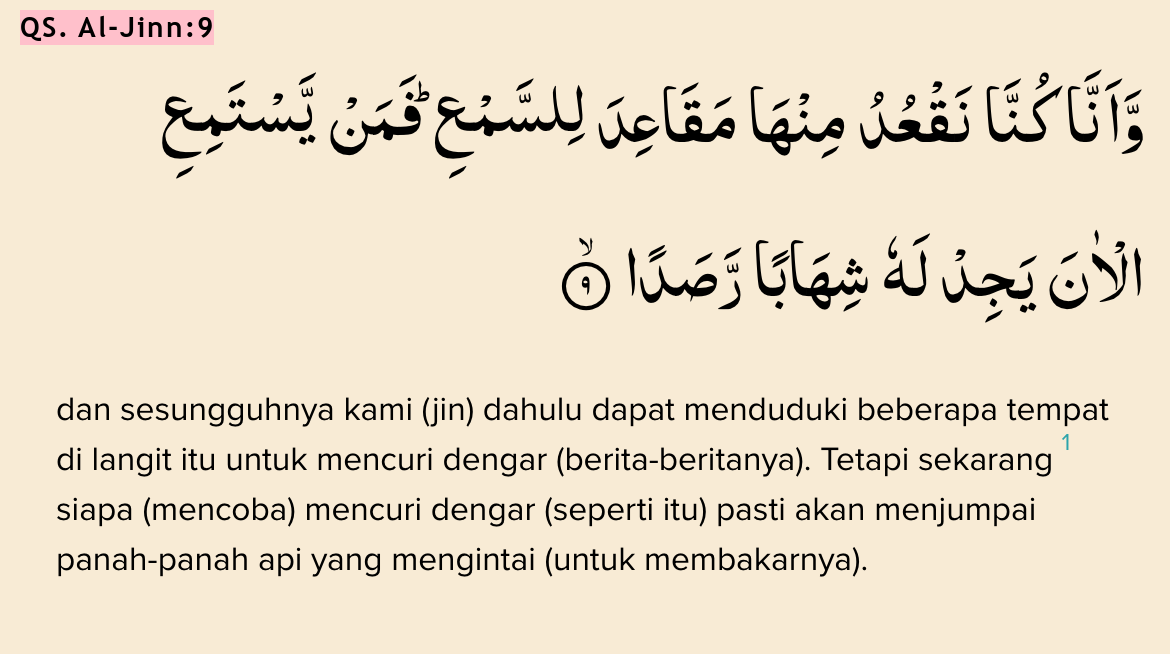 QS. Al-Jinn:9
وَّاَنَّا كُنَّا نَقْعُدُ مِنْهَا مَقَاعِدَ لِلسَّمْعِۗ فَمَنْ يَّسْتَمِعِ
الْاٰنَ يَجِدْ لَهٗ شِهَابًا رَّصَدًاۙ ۹
dan sesungguhnya kami (jin) dahulu dapat menduduki beberapa tempat
di langit itu untuk mencuri dengar (berita-beritanya). Tetapi sekarang 1
siapa (mencoba) mencuri dengar (seperti itu) pasti akan menjumpai
panah-panah api yang mengintai (untuk membakarnya).